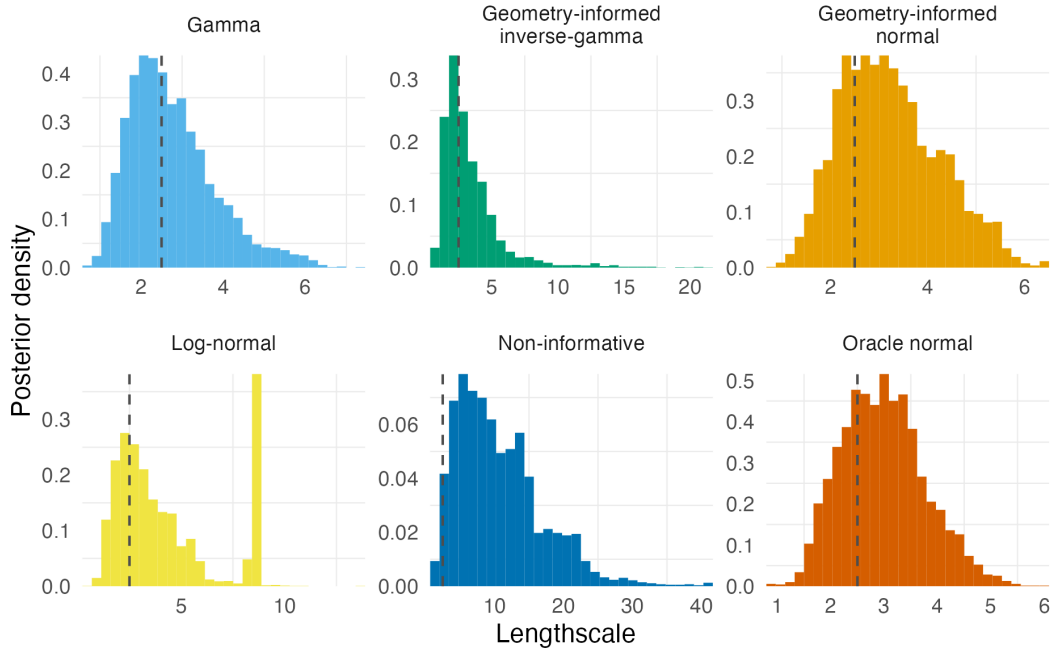 Gamma
Geometry-informed
inverse-gamma
Geometry-informed
normal
0.4
0.3
0.2
0.1
0.0
2 4 6
0.3
0.2
0.1
0.0
5 10 15 20
0.3
0.2
0.1
0.0
2 4 6
Posterior density
Log-normal
Non-informative
Oracle normal
0.3
0.2
0.1
0.0
5 10
0.06
0.04
0.02
0.00
10 20 30 40
0.5
0.4
0.3
0.2
0.1
0.0
1 2 3 4 5 6
Lengthscale